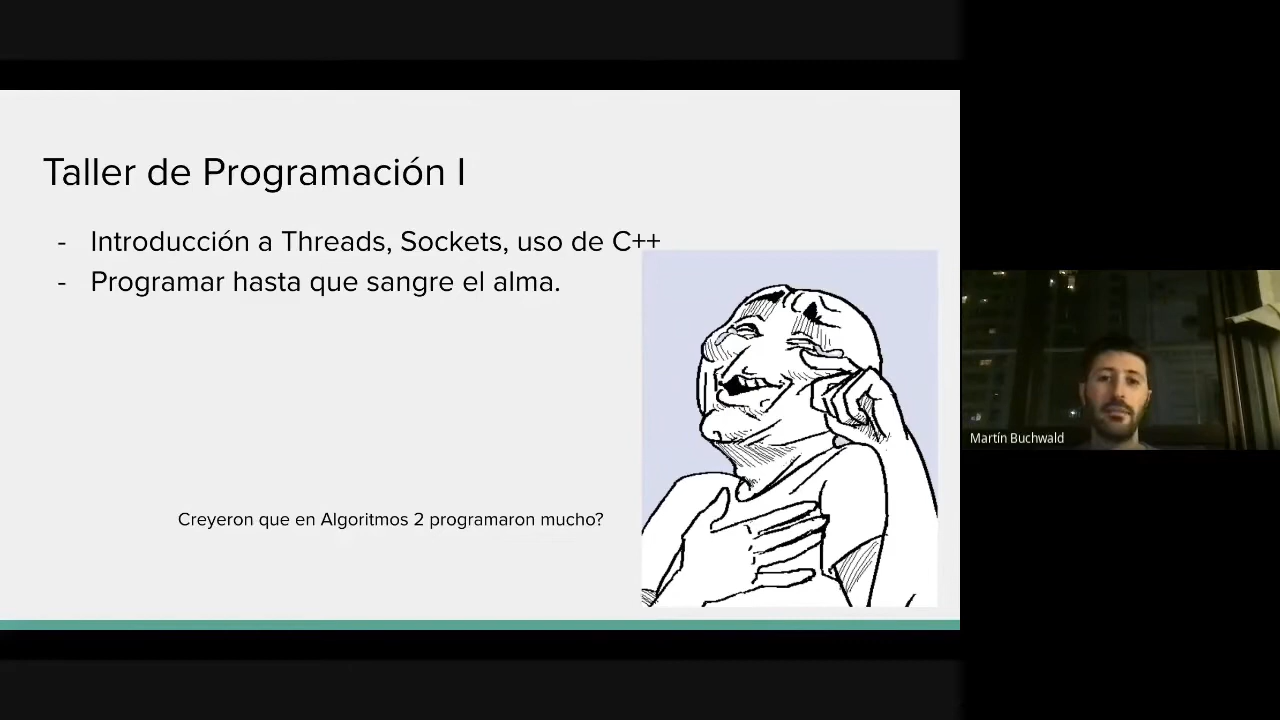 Taller de Programación I
- Introducción a Threads, Sockets, uso de C++
- Programar hasta que sangre el alma.
Creyeron que en Algoritmos 2 programaron mucho?
Martín Buchwald